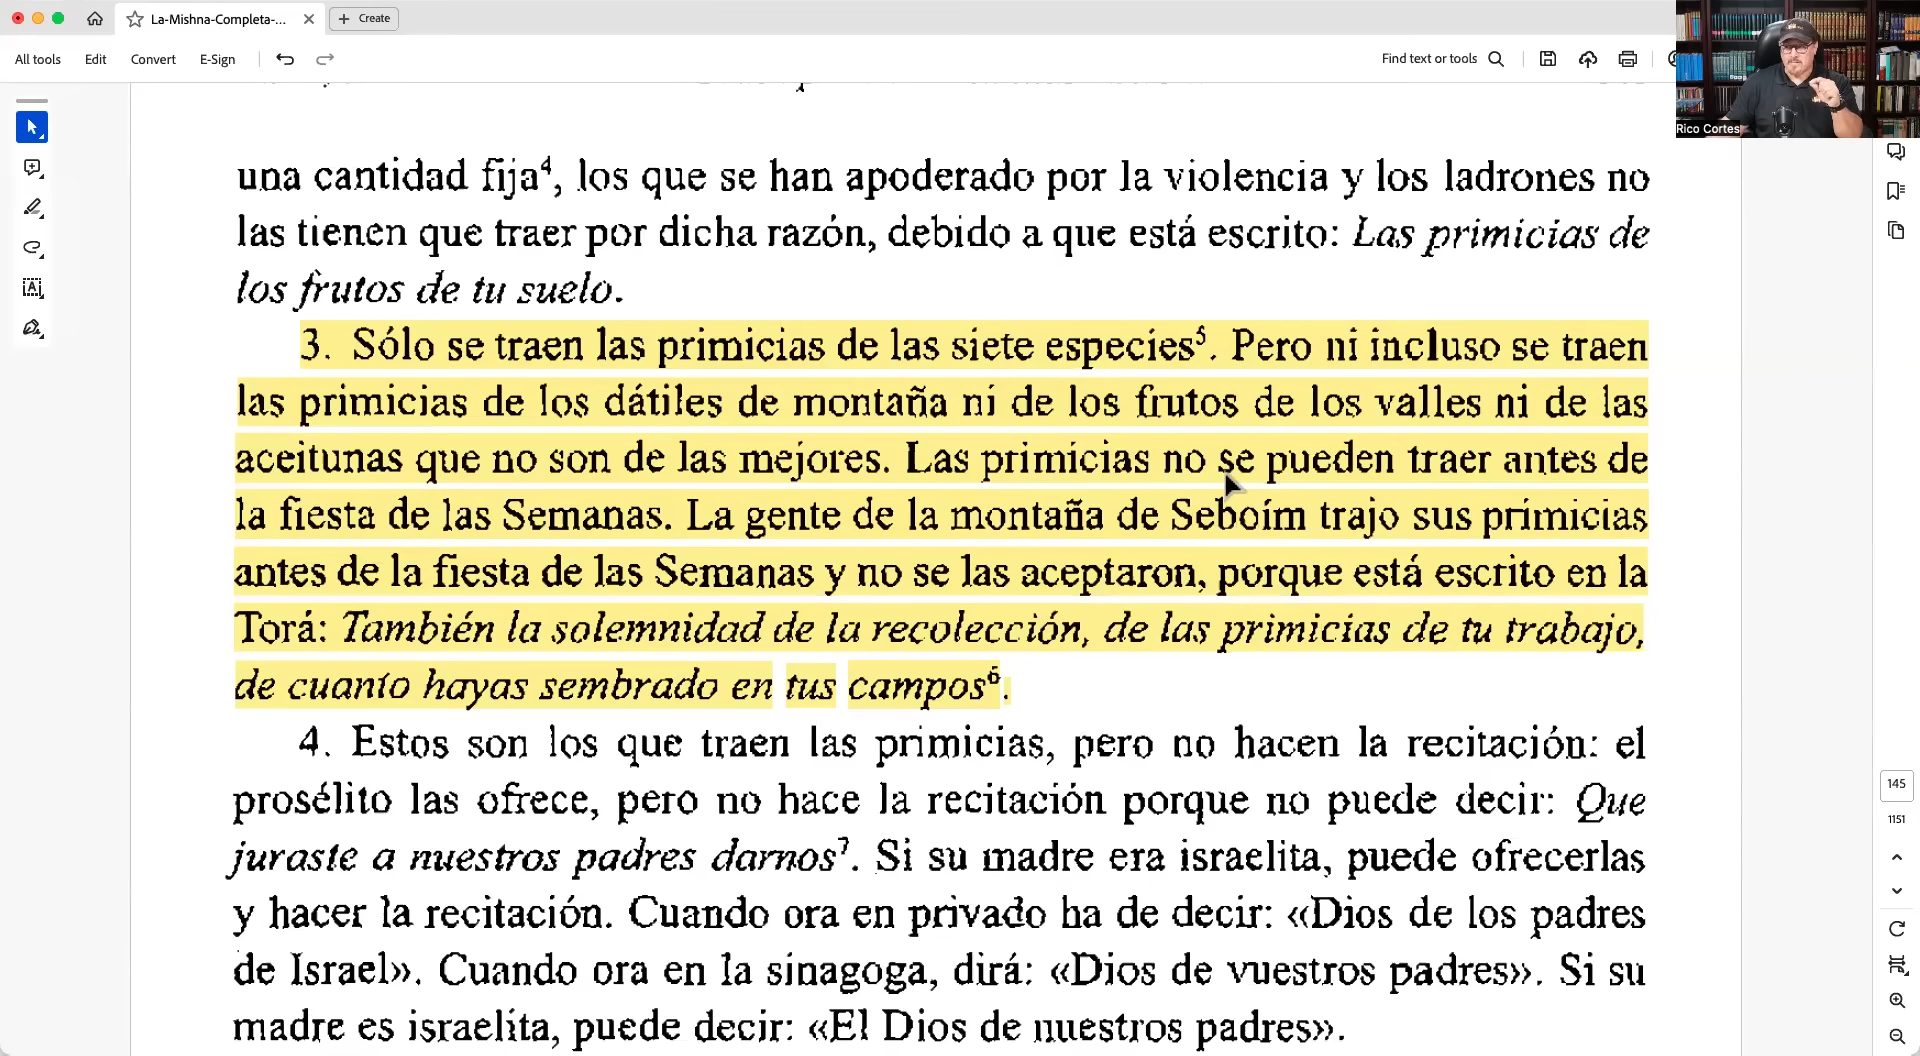 La-Mishna-Completa-...
Create
All tools Edit Convert E-Sign
Find text or tools
Rico Cortes
una cantidad fija⁴, los que se han apoderado por la violencia y los ladrones no
las tienen que traer por dicha razón, debido a que está escrito: Las primicias de
los frutos de tu suelo.
3. Sólo se traen las primicias de las siete especies⁵. Pero ni incluso se traen
las primicias de los dátiles de montaña ni de los frutos de los valles ni de las
aceitunas que no son de las mejores. Las primicias no se pueden traer antes de
la fiesta de las Semanas. La gente de la montaña de Seboím trajo sus primicias
antes de la fiesta de las Semanas y no se las aceptaron, porque está escrito en la
Torá: También la solemnidad de la recolección, de las primicias de tu trabajo,
de cuanto hayas sembrado en tus campos⁶.
4. Estos son los que traen las primicias, pero no hacen la recitación: el
prosélito las ofrece, pero no hace la recitación porque no puede decir: Que
juraste a nuestros padres darnos⁷. Si su madre era israelita, puede ofrecerlas
y hacer la recitación. Cuando ora en privado ha de decir: «Dios de los padres
de Israel». Cuando ora en la sinagoga, dirá: «Dios de vuestros padres». Si su
madre es israelita, puede decir: «El Dios de nuestros padres».
145
1151